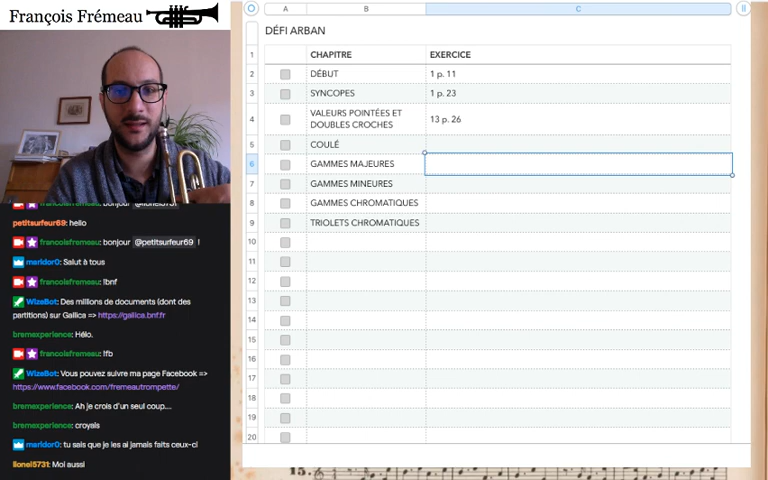 François Frémeau
francoisfremeau: bonjour @lionel5731 !
petitsurfeur69: hello
francoisfremeau: bonjour @petitsurfeur69 !
maridor0: Salut à tous
francoisfremeau: !bnf
WizeBot: Des millions de documents (dont des
partitions) sur Gallica => https://gallica.bnf.fr
bremexperience: Hélo.
francoisfremeau: !fb
WizeBot: Vous pouvez suivre ma page Facebook =>
https://www.facebook.com/fremeautrompette/
bremexperience: Ah je crois d'un seul coup...
bremexperience: croyais
maridor0: tu sais que je les ai jamais faits ceux-ci
lionel5731: Moi aussi
A B C
DÉFI ARBAN
1 CHAPITRE EXERCICE
2 DÉBUT 1 p. 11
3 SYNCOPES 1 p. 23
4 VALEURS POINTÉES ET
DOUBLES CROCHES 13 p. 26
5 COULÉ
6 GAMMES MAJEURES
7 GAMMES MINEURES
8 GAMMES CHROMATIQUES
9 TRIOLETS CHROMATIQUES
10
11
12
13
14
15
16
17
18
19
20
15.